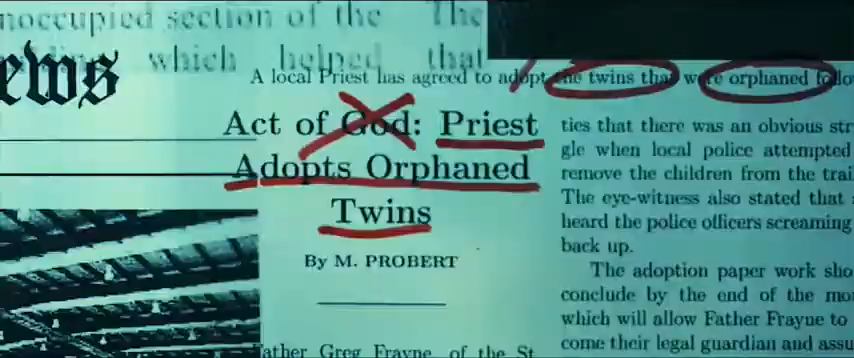 noccupied section of the The
which helped that
ews
A local Priest has agreed to adopt the twins that were orphaned follo
Act of God: Priest
Adopts Orphaned
Twins
By M. PROBERT
ather Greg Frayne, of the St.
ties that there was an obvious str
gle when local police attempted
remove the children from the trai
The eye-witness also stated that
heard the police officers screaming
back up.
The adoption paper work sho
conclude by the end of the mo
which will allow Father Frayne to
come their legal guardian and assu